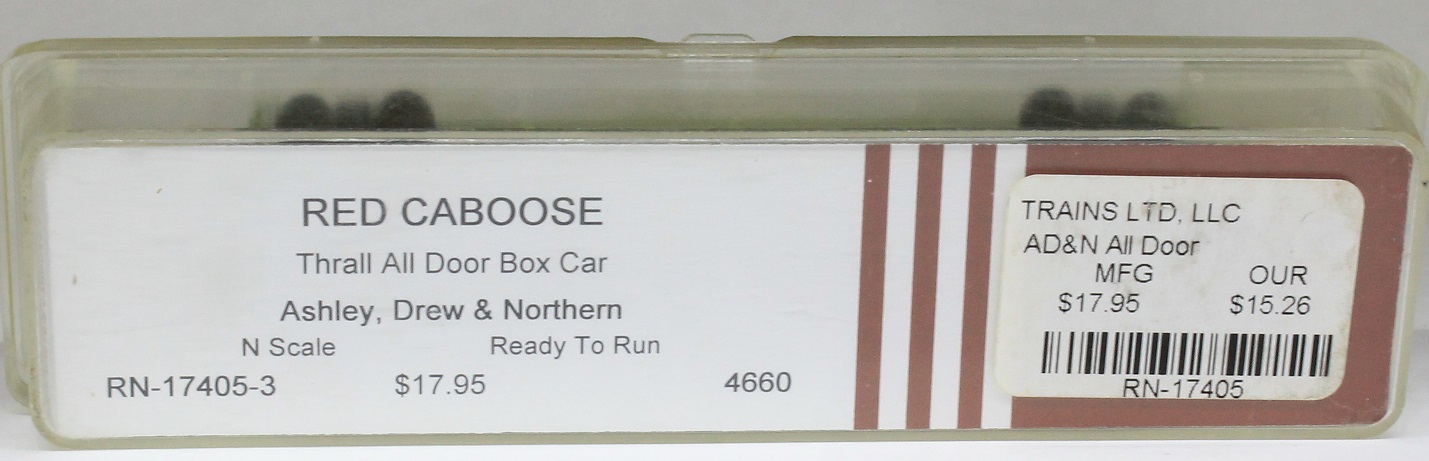 RED CABOOSE
Thrall All Door Box Car
Ashley, Drew & Northern
N Scale Ready To Run
RN-17405-3 $17.95 4660
TRAINS LTD, LLC
AD&N All Door
MFG OUR
$17.95 $15.26
RN-17405